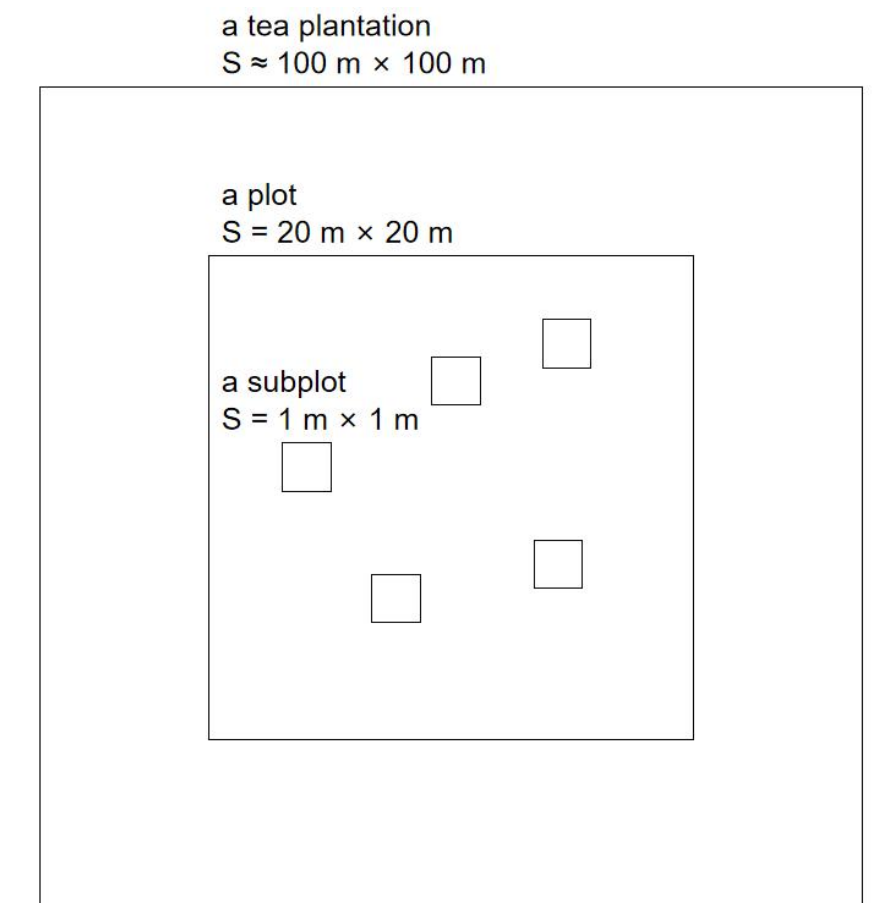 a tea plantation
S ≈ 100 m × 100 m
a plot
S = 20 m × 20 m
a subplot
S = 1 m × 1 m